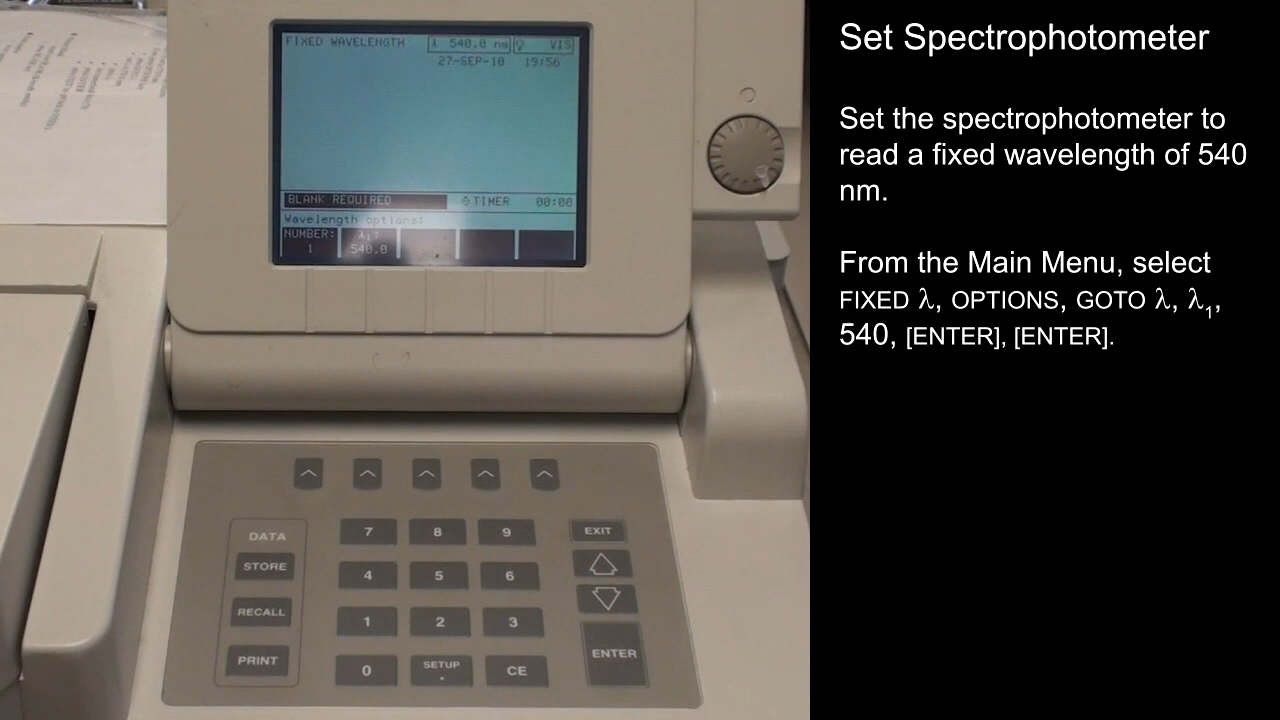 FIXED WAVELENGTH
λ 540.0 nm
VIS
27-SEP-10 19:56
BLANK REQUIRED
TIMER 00:00
Wavelength options:
NUMBER: λ1:
1 540.0
DATA
STORE
RECALL
PRINT
7 8 9
4 5 6
1 2 3
0 SETUP . CE
EXIT
ENTER
Set Spectrophotometer
Set the spectrophotometer to
read a fixed wavelength of 540
nm.
From the Main Menu, select
FIXED λ, OPTIONS, GOTO λ, λ1,
540, [ENTER], [ENTER].